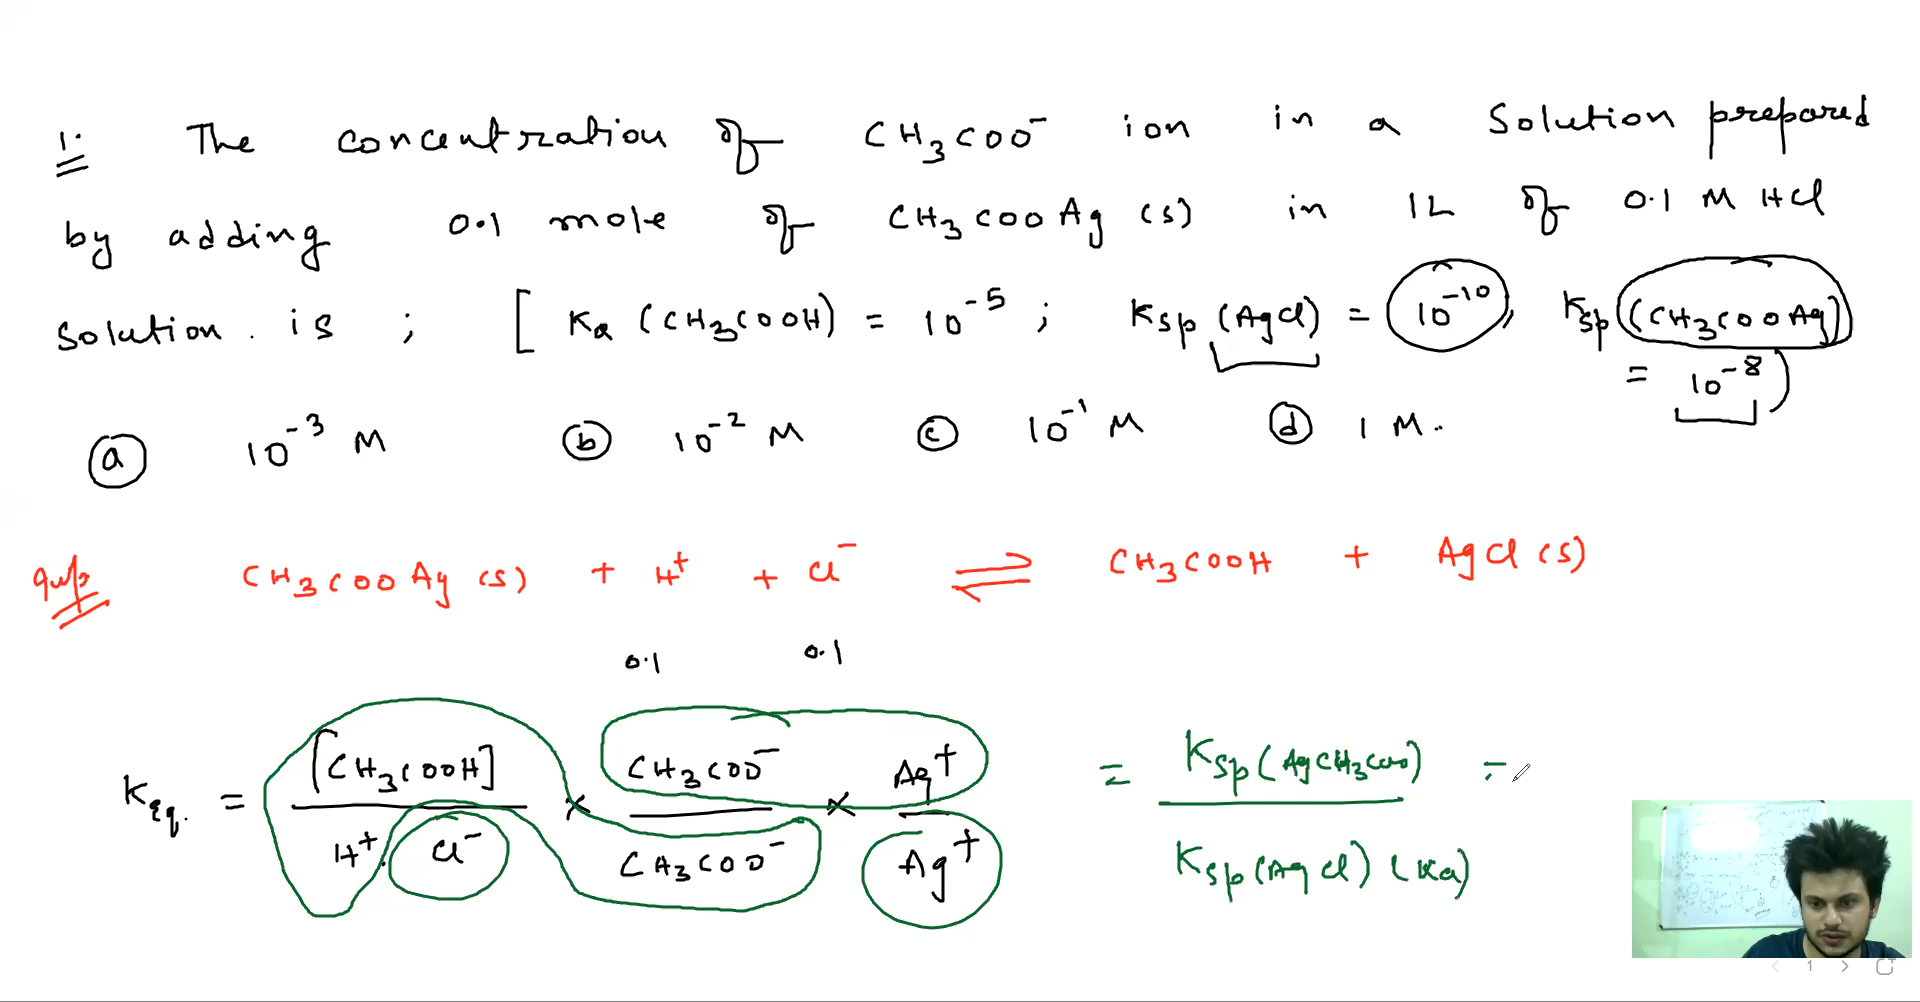 1. The concentration of CH₃COO⁻ ion in a solution prepared
by adding 0.1 mole of CH₃COOAg (s) in 1L of 0.1 M HCl
solution. is ; [ Ka (CH₃COOH) = 10⁻⁵ ; Ksp (AgCl) = 10⁻¹⁰, Ksp (CH₃COOAg)
= 10⁻⁸)
(a) 10⁻³ M (b) 10⁻² M (c) 10⁻¹ M (d) 1 M.
CH₃COOAg (s) + H⁺ + Cl⁻ ⇌ CH₃COOH + AgCl (s)
0.1 0.1
Keq. = [CH₃COOH] / H⁺. Cl⁻ × CH₃COO⁻ / CH₃COO⁻ × Ag⁺ / Ag⁺ = Ksp (AgCH₃COO) / Ksp (AgCl) (Ka) =
1